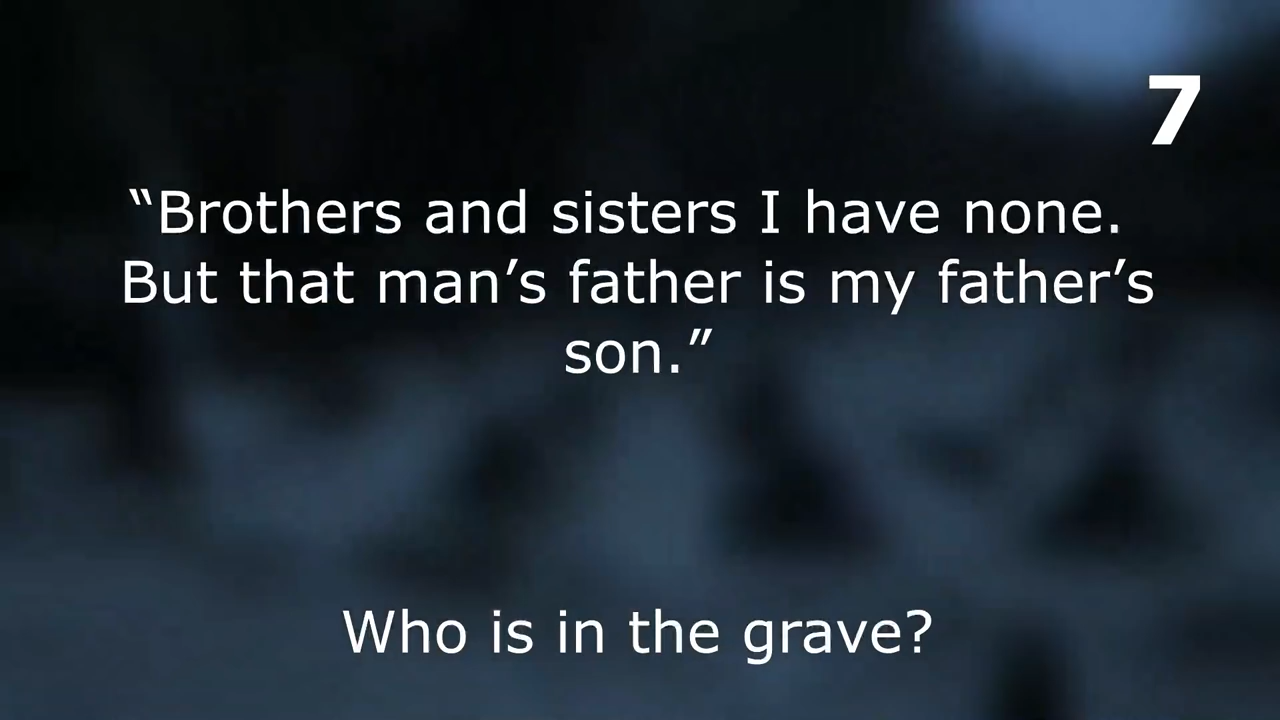 7
“Brothers and sisters I have none.
But that man’s father is my father’s
son.”
Who is in the grave?